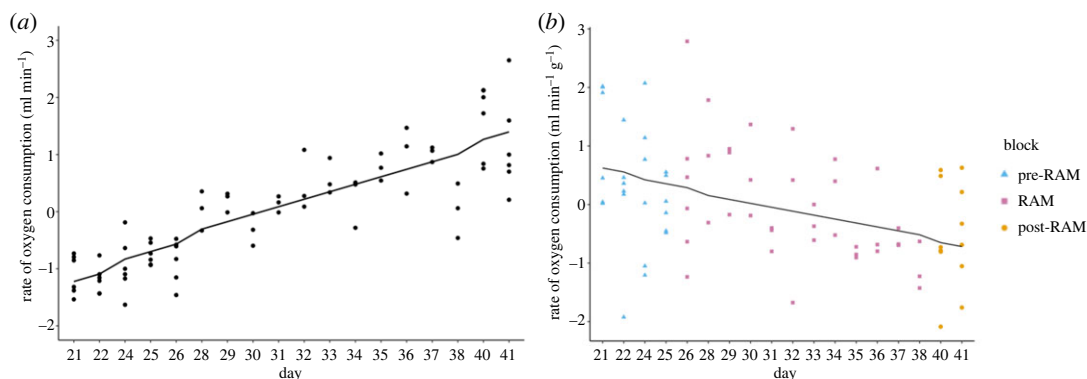 (a)
rate of oxygen consumption (ml min⁻¹)
3
2
1
0
−1
−2
21 22 24 25 26 28 29 30 31 32 33 34 35 36 37 38 40 41
day
(b)
rate of oxygen consumption (ml min⁻¹ g⁻¹)
3
2
1
0
−1
−2
21 22 24 25 26 28 29 30 31 32 33 34 35 36 37 38 40 41
day
block
pre-RAM
RAM
post-RAM